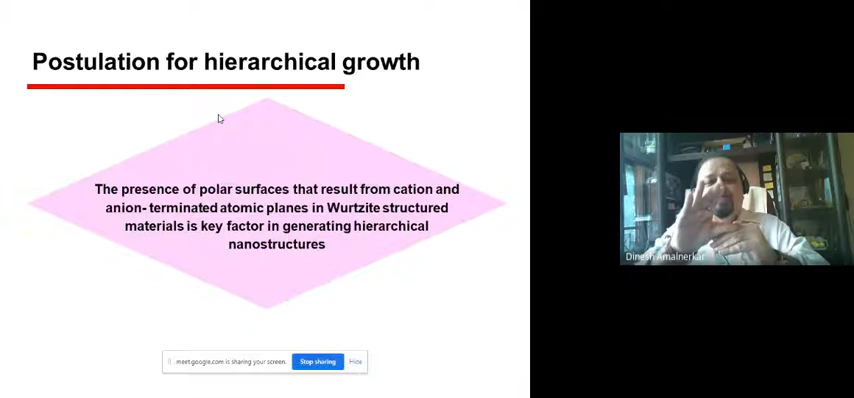 Postulation for hierarchical growth
The presence of polar surfaces that result from cation and
anion- terminated atomic planes in Wurtzite structured
materials is key factor in generating hierarchical
nanostructures
Dinesh Amalnerkar
meet.google.com is sharing your screen.
Stop sharing
Hide